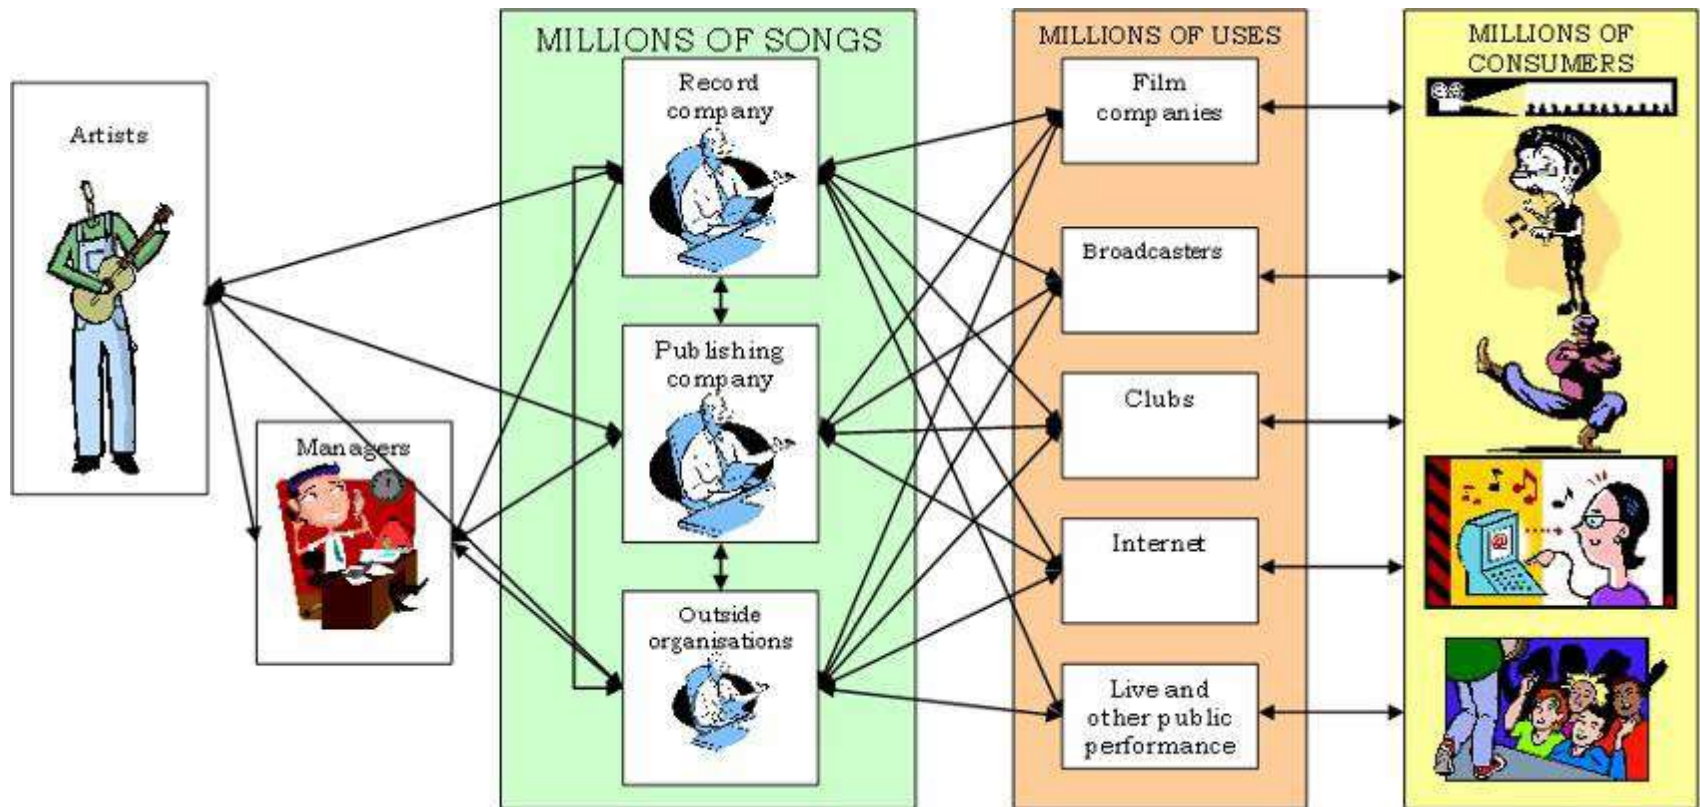 Artists
Managers
MILLIONS OF SONGS
Record
company
Publishing
company
Outside
organisations
MILLIONS OF USES
Film
companies
Broadcasters
Clubs
Internet
Live and
other public
performance
MILLIONS OF
CONSUMERS
@